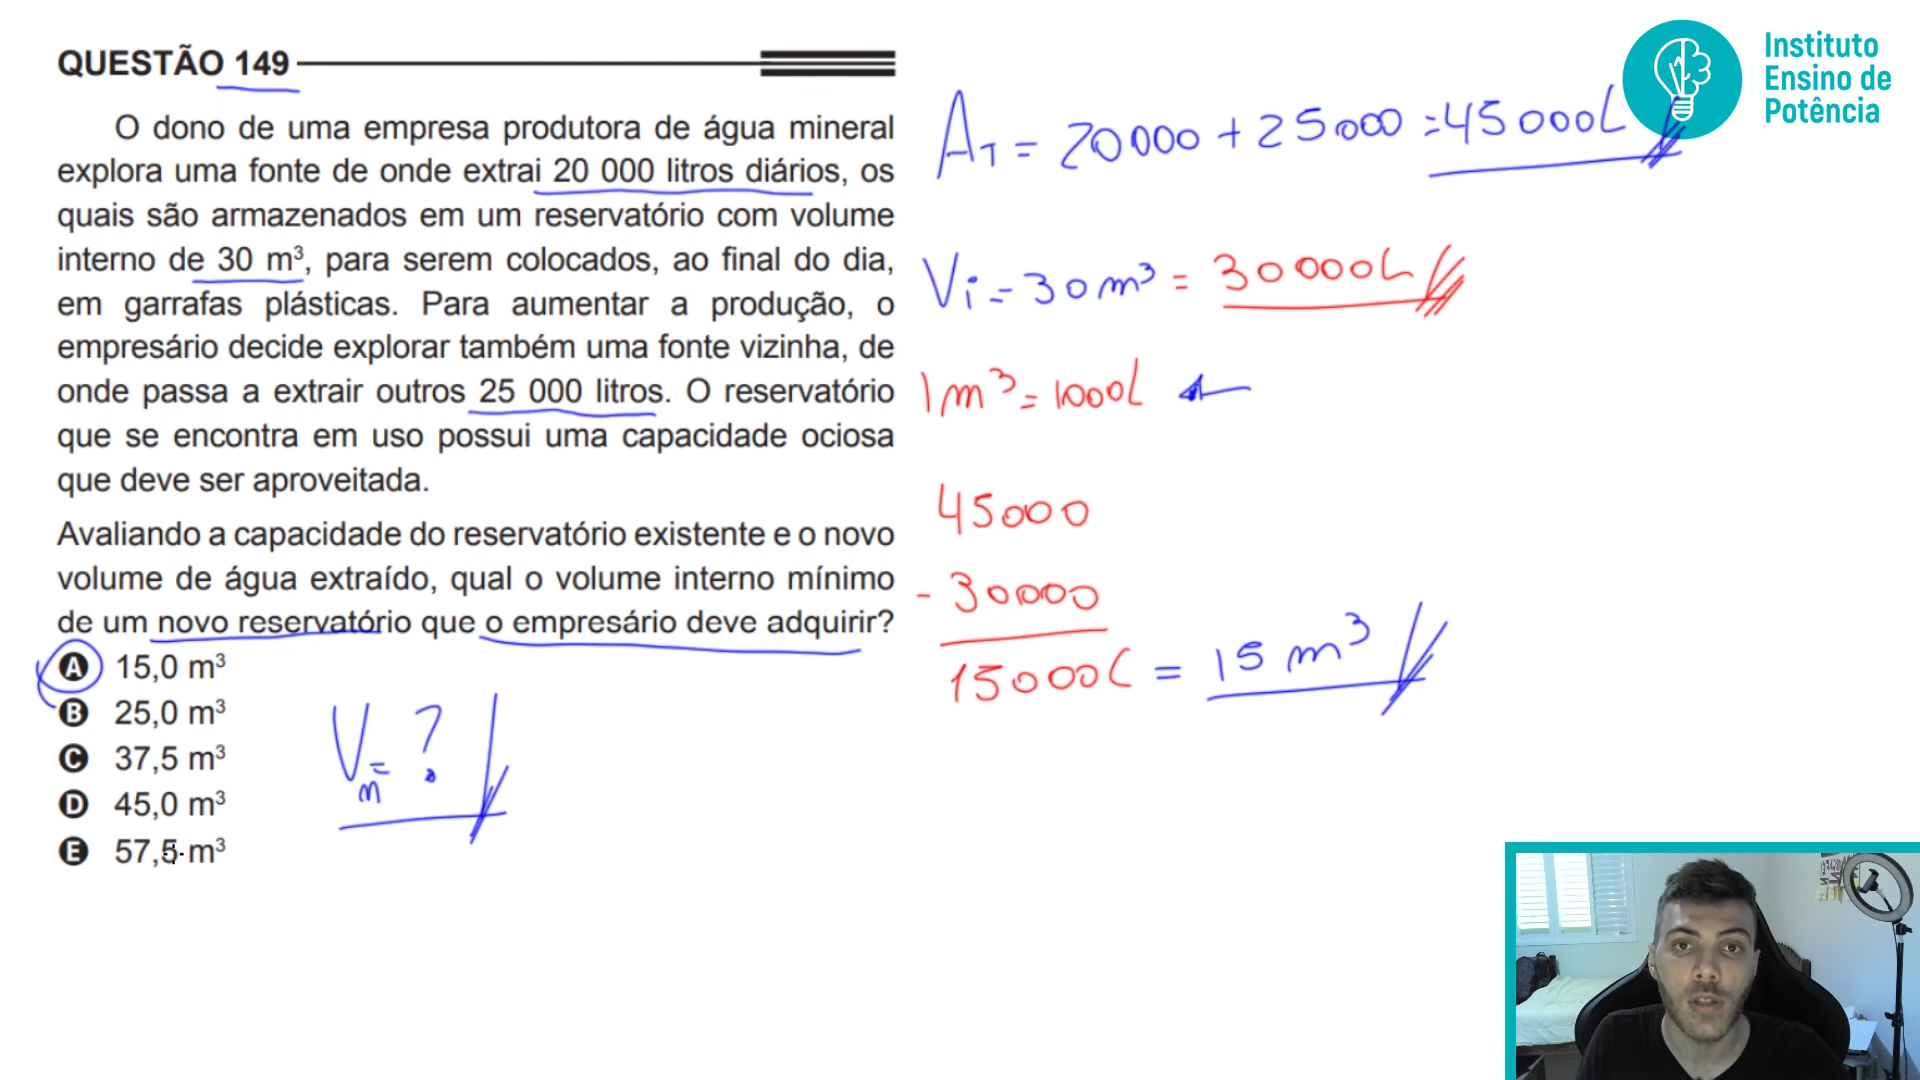 QUESTÃO 149
O dono de uma empresa produtora de água mineral
explora uma fonte de onde extrai 20 000 litros diários, os
quais são armazenados em um reservatório com volume
interno de 30 m³, para serem colocados, ao final do dia,
em garrafas plásticas. Para aumentar a produção, o
empresário decide explorar também uma fonte vizinha, de
onde passa a extrair outros 25 000 litros. O reservatório
que se encontra em uso possui uma capacidade ociosa
que deve ser aproveitada.
Avaliando a capacidade do reservatório existente e o novo
volume de água extraído, qual o volume interno mínimo
de um novo reservatório que o empresário deve adquirir?
A 15,0 m³
B 25,0 m³
C 37,5 m³
D 45,0 m³
E 57,5 m³
Vm = ?
AT = 20000 + 25000 = 45000L
Vi = 30m³ = 30000L
1m³ = 1000L
45000
- 30000
15000L = 15 m³
Instituto
Ensino de
Potência